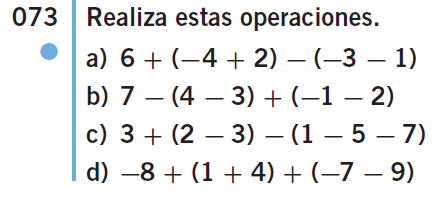 073 Realiza estas operaciones.
a) 6 + (−4 + 2) − (−3 − 1)
b) 7 − (4 − 3) + (−1 − 2)
c) 3 + (2 − 3) − (1 − 5 − 7)
d) −8 + (1 + 4) + (−7 − 9)